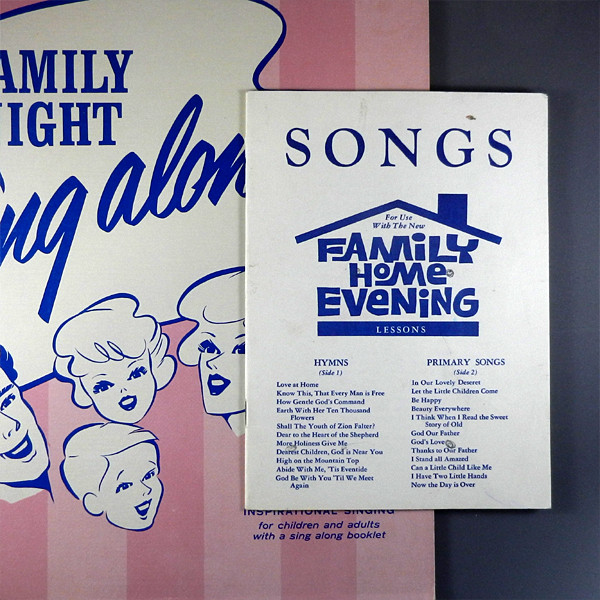 AMILY
IGHT
ng along
INSPIRATIONAL SINGING
for children and adults
with a sing along booklet
SONGS
For Use
With The New
FAMILY
HOME
EVENING
LESSONS
HYMNS
(Side 1)
Love at Home
Know This, That Every Man is Free
How Gentle God's Command
Earth With Her Ten Thousand
Flowers
Shall The Youth of Zion Falter?
Dear to the Heart of the Shepherd
More Holiness Give Me
Dearest Children, God is Near You
High on the Mountain Top
Abide With Me, 'Tis Eventide
God Be With You 'Til We Meet
Again
PRIMARY SONGS
(Side 2)
In Our Lovely Deseret
Let the Little Children Come
Be Happy
Beauty Everywhere
I Think When I Read the Sweet
Story of Old
God Our Father
God's Love
Thanks to Our Father
I Stand all Amazed
Can a Little Child Like Me
I Have Two Little Hands
Now the Day is Over